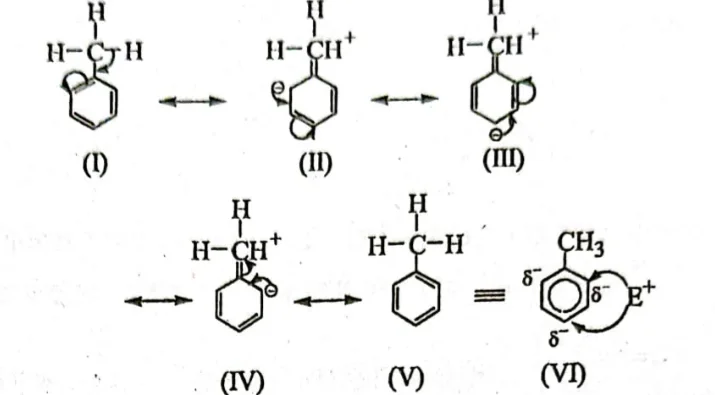 H H H
H-C-H H-CH+ H-CH+
⊖
⊖
(I) (II) (III)
H H
H-CH+ H-C-H CH3
⊖ δ- δ- E+
δ-
(IV) (V) (VI)